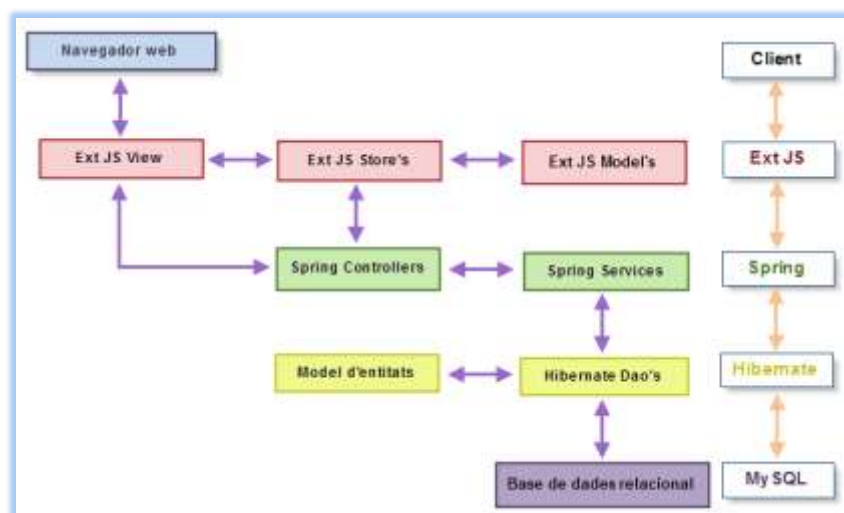 Navegador web
Client
Ext JS View
Ext JS Store's
Ext JS Model's
Ext JS
Spring Controllers
Spring Services
Spring
Model d'entitats
Hibernate Dao's
Hibernate
Base de dades relacional
My SQL